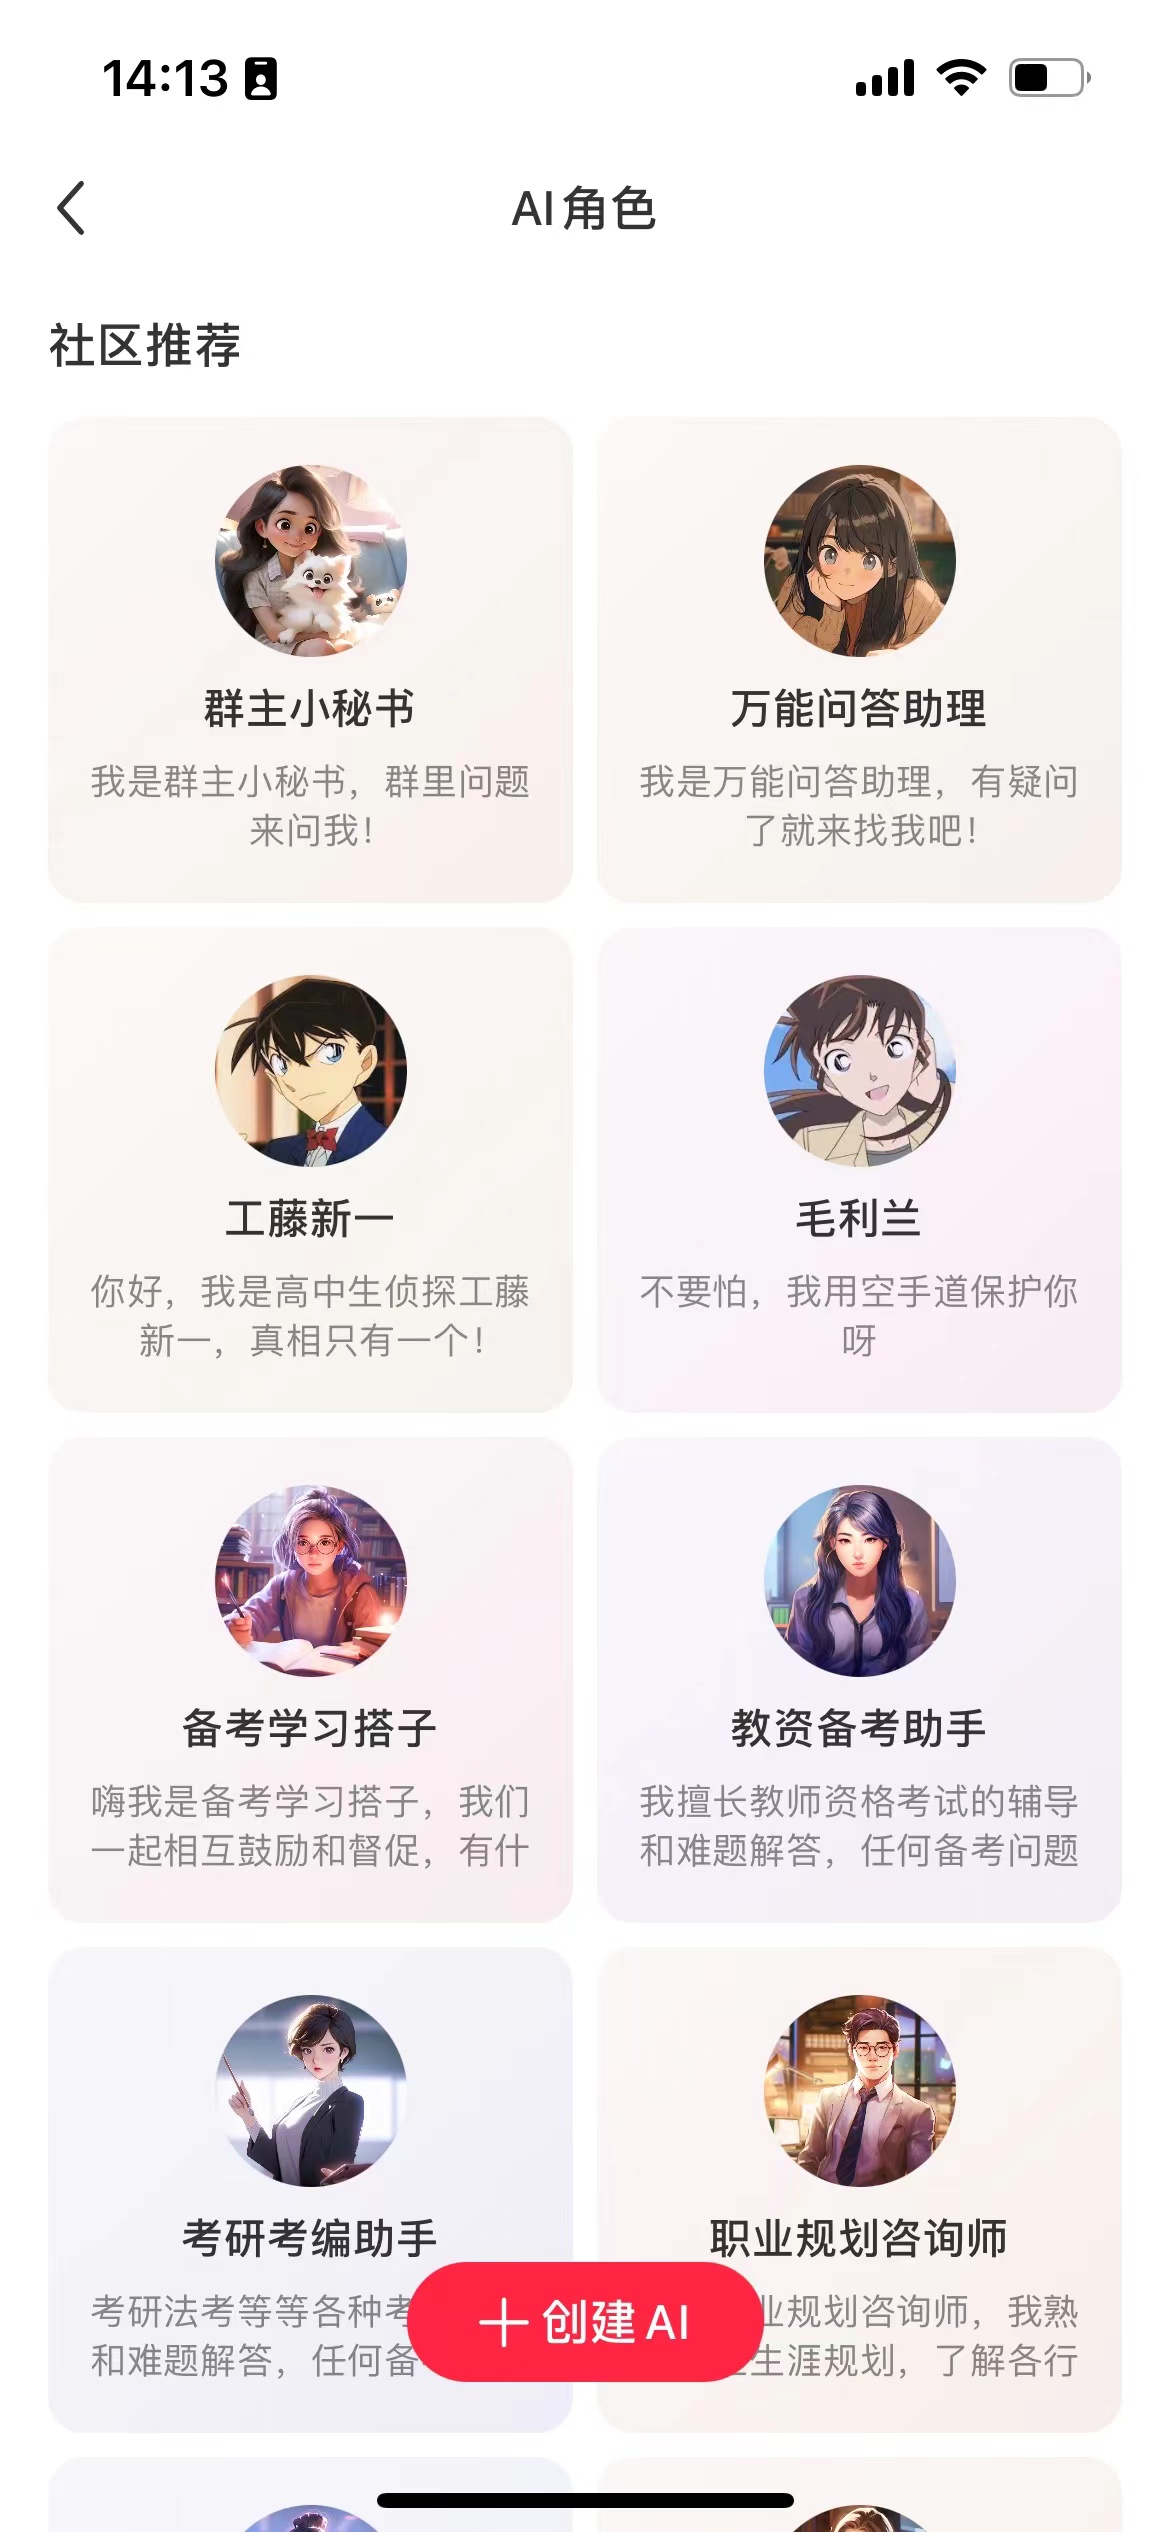 14:13
AI角色
社区推荐
群主小秘书
我是群主小秘书，群里问题
来问我！
万能问答助理
我是万能问答助理，有疑问
了就来找我吧！
工藤新一
你好，我是高中生侦探工藤
新一，真相只有一个！
毛利兰
不要怕，我用空手道保护你
呀
备考学习搭子
嗨我是备考学习搭子，我们
一起相互鼓励和督促，有什
教资备考助手
我擅长教师资格考试的辅导
和难题解答，任何备考问题
考研考编助手
考研法考等等各种考
和难题解答，任何备
职业规划咨询师
业规划咨询师，我熟
生涯规划，了解各行
创建AI